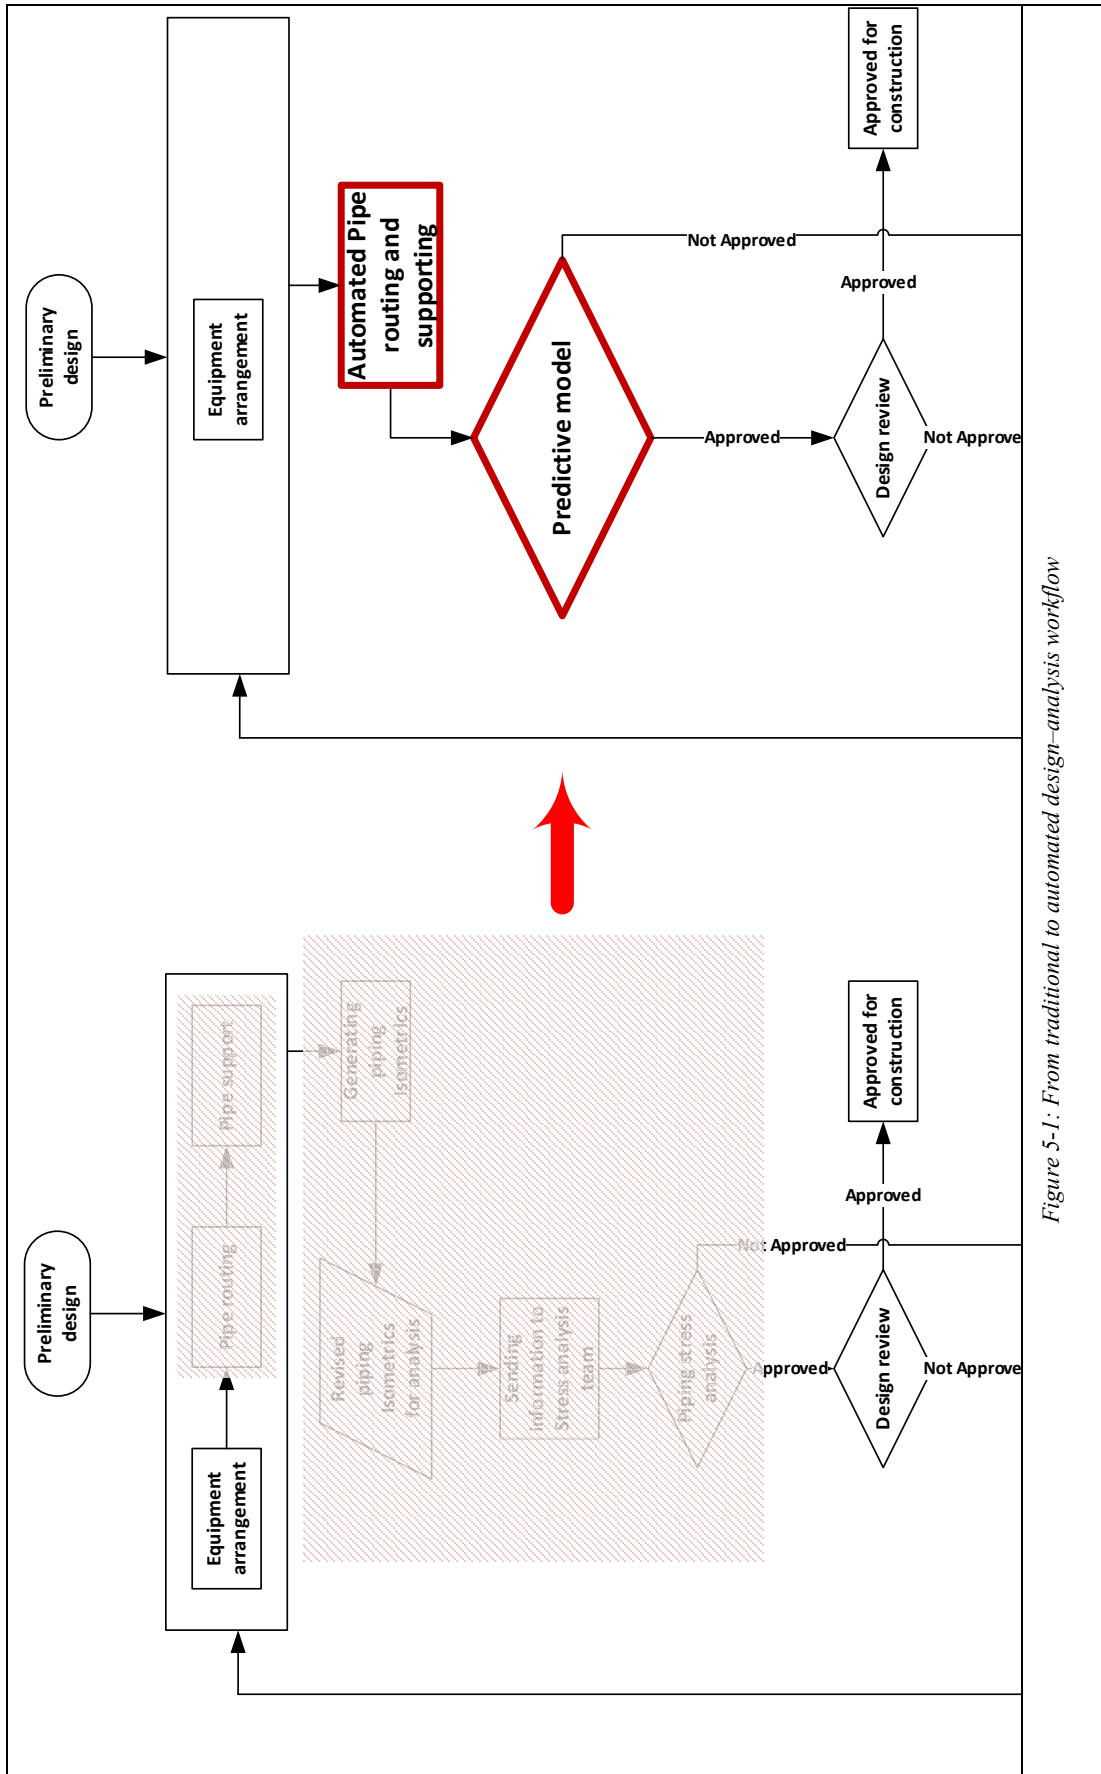 Preliminary
design
Equipment
arrangement
Pipe routing
Pipe support
Generating
piping
Isometrics
Revised
piping
Isometrics
for analysis
Sending
information to
Stress analysis
team
Piping stress
analysis
Not Approved
Approved
Design review
Not Approve
Approved
Approved for
construction
Preliminary
design
Equipment
arrangement
Automated Pipe
routing and
supporting
Predictive model
Not Approved
Approved
Design review
Not Approve
Approved
Approved for
construction
Figure 5-1: From traditional to automated design–analysis workflow